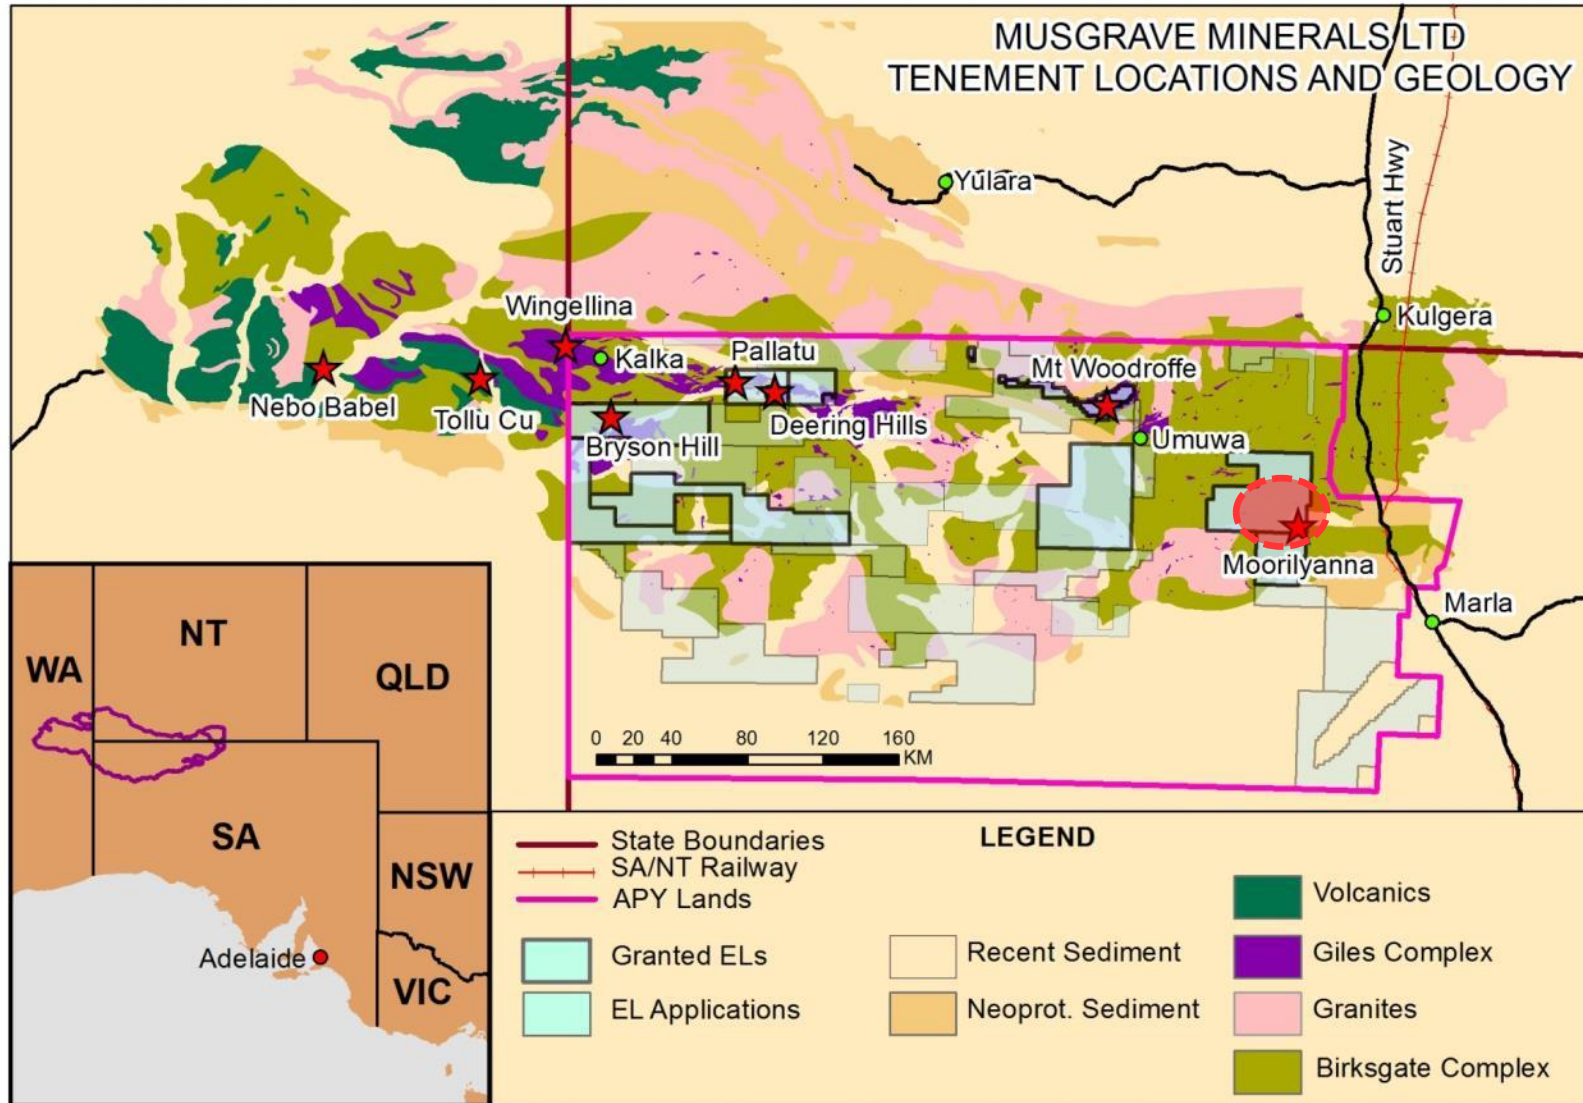 MUSGRAVE MINERALS LTD
TENEMENT LOCATIONS AND GEOLOGY
Stuart Hwy
Yulara
Kulgera
Wingellina
Kalka
Pallatu
Mt Woodroffe
Nebo Babel
Tollu Cu
Bryson Hill
Deering Hills
Umuwa
Moorilyanna
Marla
0 20 40 80 120 160
KM
NT
WA
QLD
SA
NSW
Adelaide
VIC
LEGEND
State Boundaries
SA/NT Railway
APY Lands
Granted ELs
EL Applications
Recent Sediment
Neoprot. Sediment
Volcanics
Giles Complex
Granites
Birksgate Complex